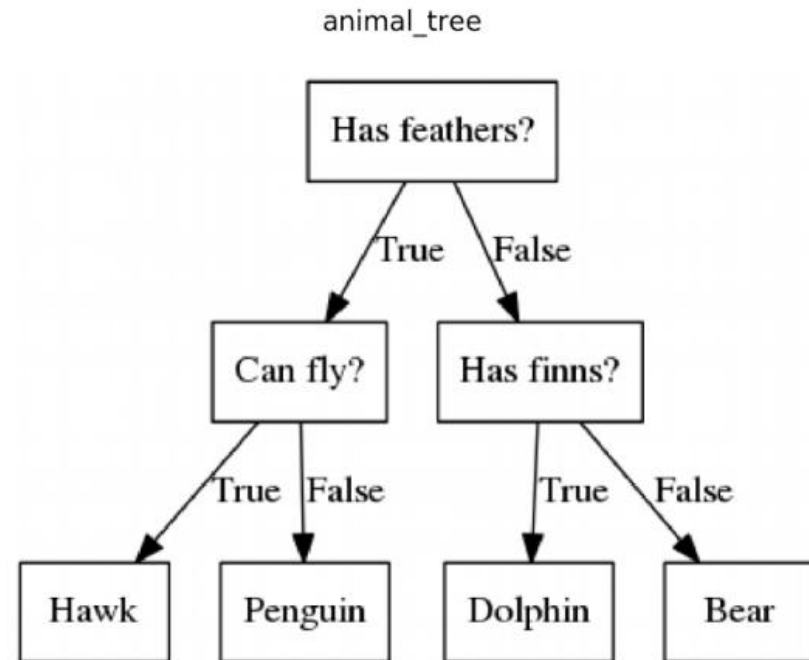 animal_tree
Has feathers?
True
False
Can fly?
Has finns?
True
False
True
False
Hawk
Penguin
Dolphin
Bear